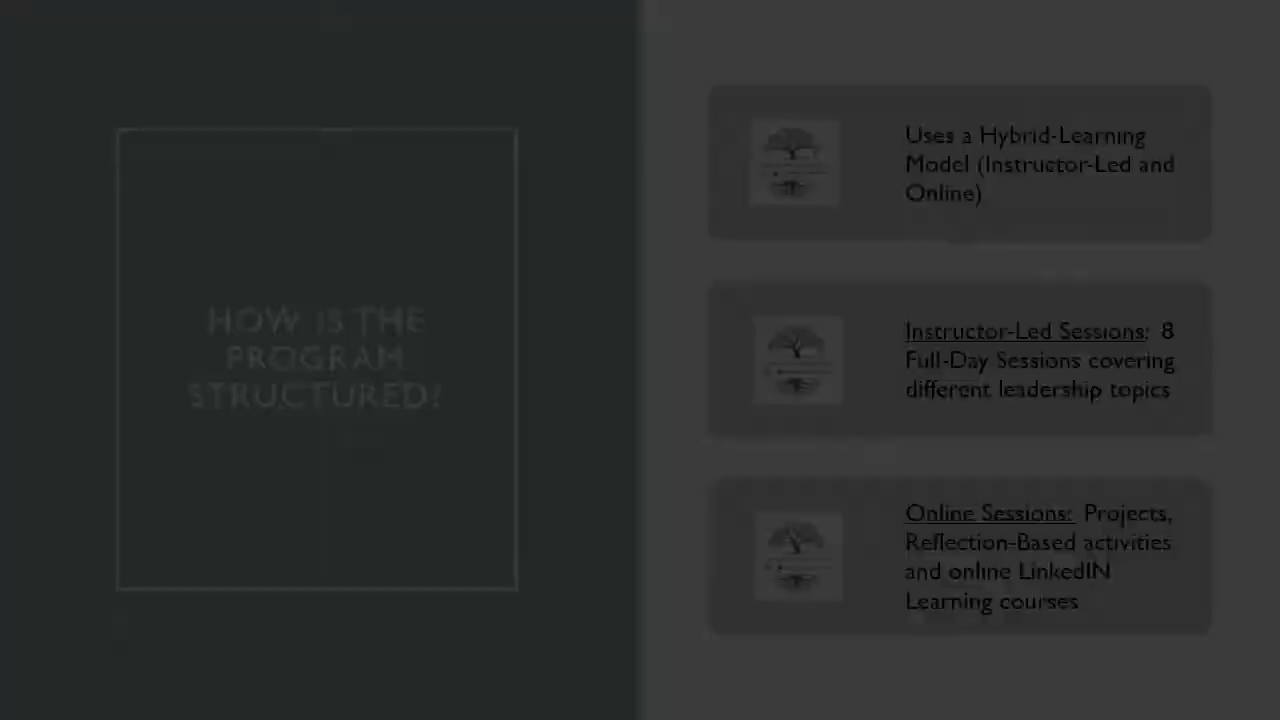 HOW IS THE
PROGRAM
STRUCTURED?
Uses a Hybrid-Learning
Model (Instructor-Led and
Online)
Instructor-Led Sessions: 8
Full-Day Sessions covering
different leadership topics
Online Sessions: Projects,
Reflection-Based activities
and online LinkedIN
Learning courses